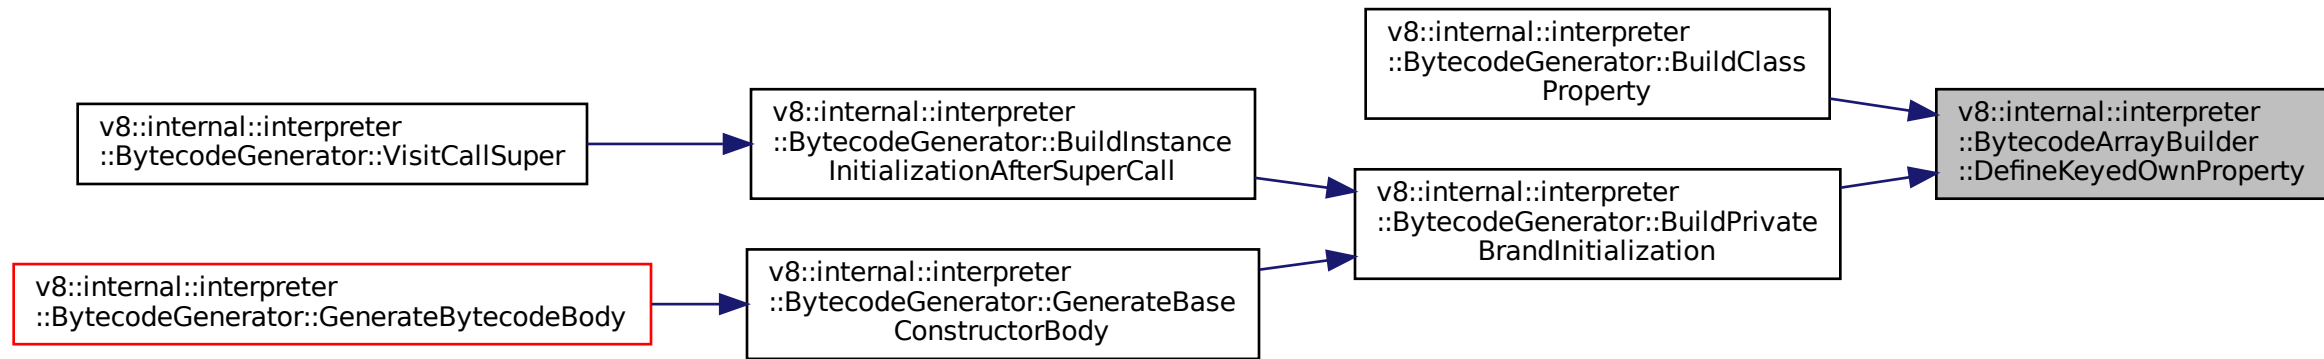 v8::internal::interpreter
::BytecodeGenerator::BuildClass
Property
v8::internal::interpreter
::BytecodeGenerator::VisitCallSuper
v8::internal::interpreter
::BytecodeGenerator::BuildInstance
InitializationAfterSuperCall
v8::internal::interpreter
::BytecodeArrayBuilder
::DefineKeyedOwnProperty
v8::internal::interpreter
::BytecodeGenerator::BuildPrivate
BrandInitialization
v8::internal::interpreter
::BytecodeGenerator::GenerateBytecodeBody
v8::internal::interpreter
::BytecodeGenerator::GenerateBase
ConstructorBody